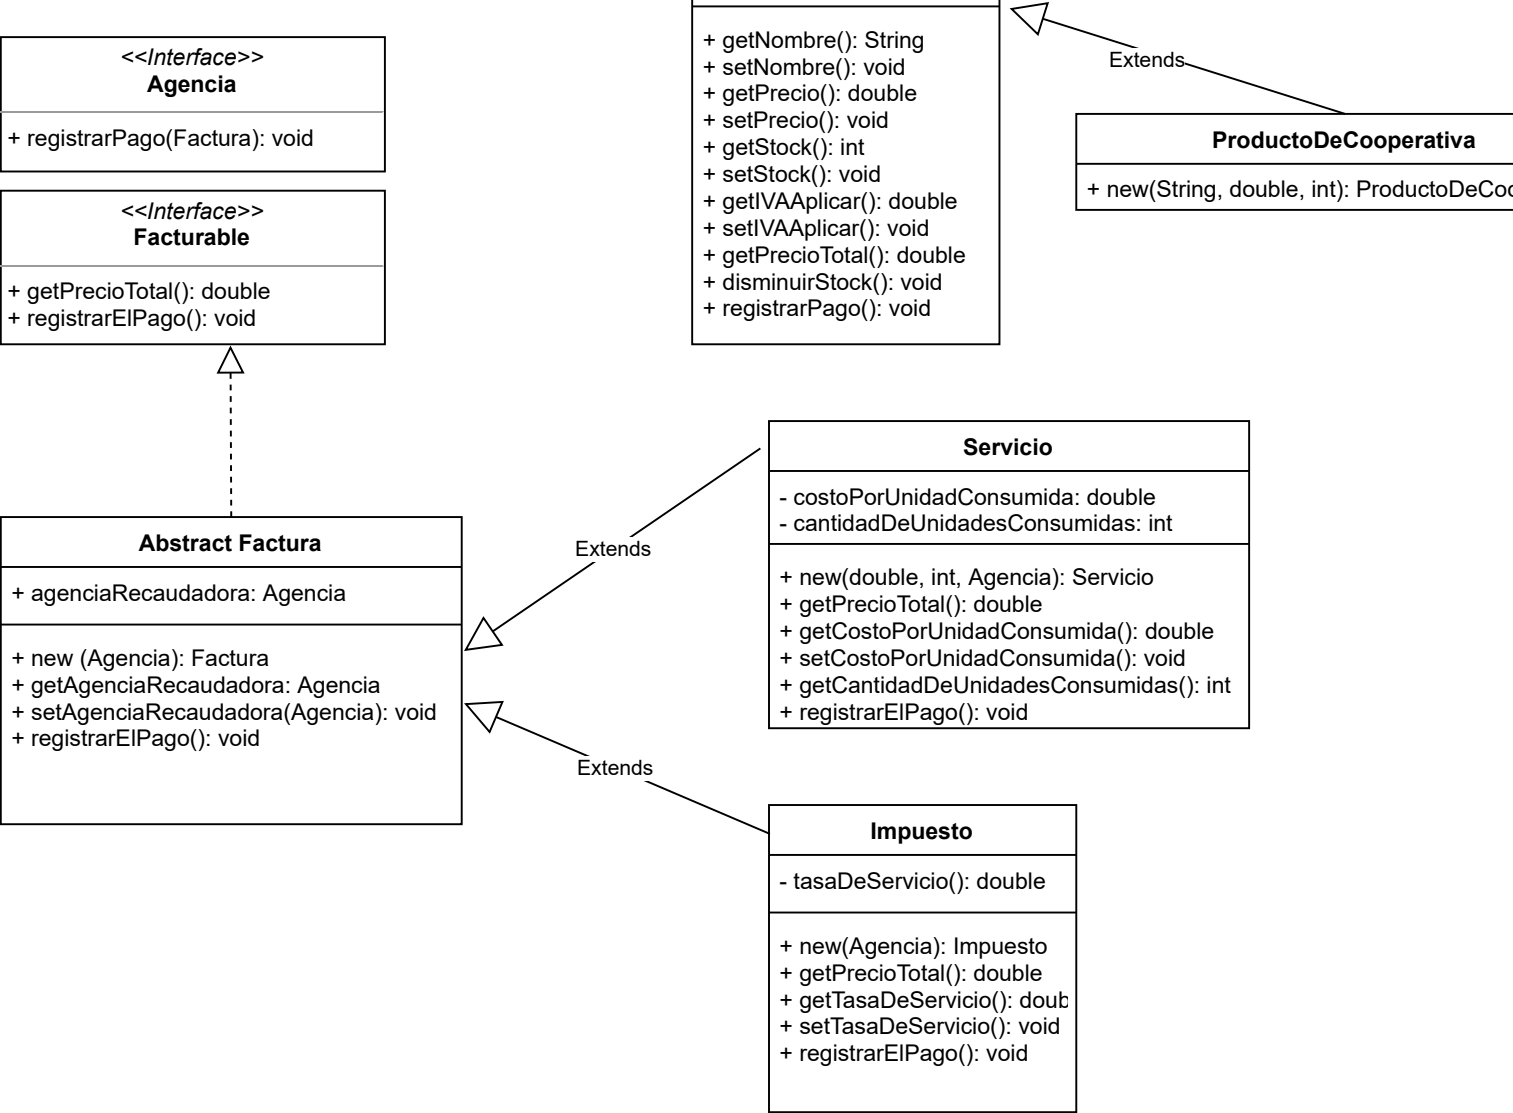 <<Interface>>
Agencia
+ registrarPago(Factura): void
<<Interface>>
Facturable
+ getPrecioTotal(): double
+ registrarElPago(): void
+ getNombre(): String
+ setNombre(): void
+ getPrecio(): double
+ setPrecio(): void
+ getStock(): int
+ setStock(): void
+ getIVAAplicar(): double
+ setIVAAplicar(): void
+ getPrecioTotal(): double
+ disminuirStock(): void
+ registrarPago(): void
Extends
ProductoDeCooperativa
+ new(String, double, int): ProductoDeCoo
Abstract Factura
+ agenciaRecaudadora: Agencia
+ new (Agencia): Factura
+ getAgenciaRecaudadora: Agencia
+ setAgenciaRecaudadora(Agencia): void
+ registrarElPago(): void
Extends
Servicio
- costoPorUnidadConsumida: double
- cantidadDeUnidadesConsumidas: int
+ new(double, int, Agencia): Servicio
+ getPrecioTotal(): double
+ getCostoPorUnidadConsumida(): double
+ setCostoPorUnidadConsumida(): void
+ getCantidadDeUnidadesConsumidas(): int
+ registrarElPago(): void
Extends
Impuesto
- tasaDeServicio(): double
+ new(Agencia): Impuesto
+ getPrecioTotal(): double
+ getTasaDeServicio(): doub
+ setTasaDeServicio(): void
+ registrarElPago(): void